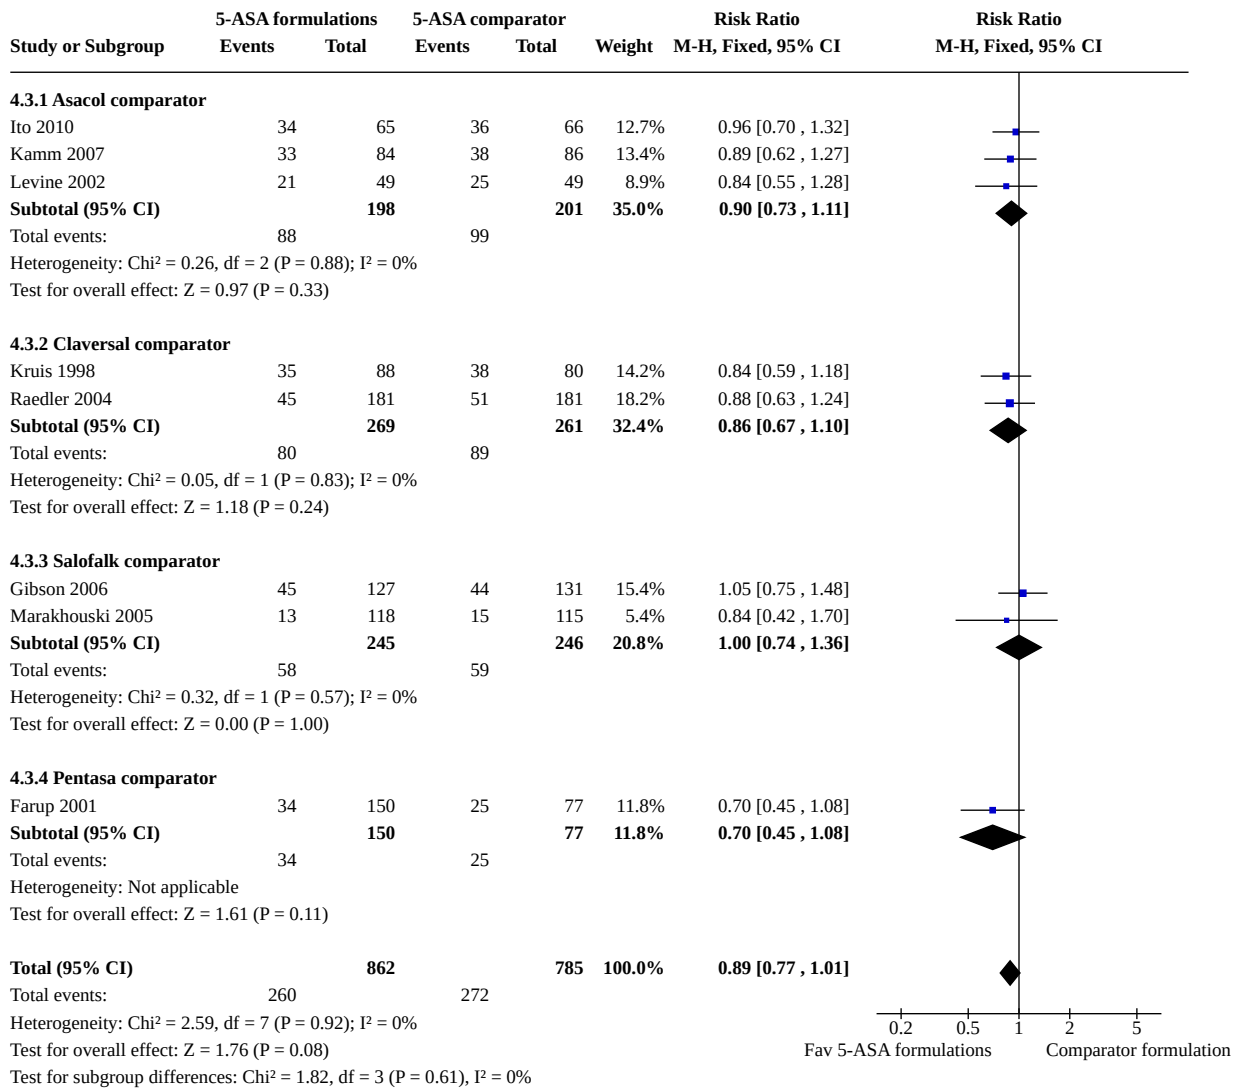 5-ASA formulations 5-ASA comparator Risk Ratio Risk Ratio
Study or Subgroup Events Total Events Total Weight M-H, Fixed, 95% CI M-H, Fixed, 95% CI
4.3.1 Asacol comparator
Ito 2010 34 65 36 66 12.7% 0.96 [0.70 , 1.32]
Kamm 2007 33 84 38 86 13.4% 0.89 [0.62 , 1.27]
Levine 2002 21 49 25 49 8.9% 0.84 [0.55 , 1.28]
Subtotal (95% CI) 198 201 35.0% 0.90 [0.73 , 1.11]
Total events: 88 99
Heterogeneity: Chi² = 0.26, df = 2 (P = 0.88); I² = 0%
Test for overall effect: Z = 0.97 (P = 0.33)
4.3.2 Claversal comparator
Kruis 1998 35 88 38 80 14.2% 0.84 [0.59 , 1.18]
Raedler 2004 45 181 51 181 18.2% 0.88 [0.63 , 1.24]
Subtotal (95% CI) 269 261 32.4% 0.86 [0.67 , 1.10]
Total events: 80 89
Heterogeneity: Chi² = 0.05, df = 1 (P = 0.83); I² = 0%
Test for overall effect: Z = 1.18 (P = 0.24)
4.3.3 Salofalk comparator
Gibson 2006 45 127 44 131 15.4% 1.05 [0.75 , 1.48]
Marakhouski 2005 13 118 15 115 5.4% 0.84 [0.42 , 1.70]
Subtotal (95% CI) 245 246 20.8% 1.00 [0.74 , 1.36]
Total events: 58 59
Heterogeneity: Chi² = 0.32, df = 1 (P = 0.57); I² = 0%
Test for overall effect: Z = 0.00 (P = 1.00)
4.3.4 Pentasa comparator
Farup 2001 34 150 25 77 11.8% 0.70 [0.45 , 1.08]
Subtotal (95% CI) 150 77 11.8% 0.70 [0.45 , 1.08]
Total events: 34 25
Heterogeneity: Not applicable
Test for overall effect: Z = 1.61 (P = 0.11)
Total (95% CI) 862 785 100.0% 0.89 [0.77 , 1.01]
Total events: 260 272
Heterogeneity: Chi² = 2.59, df = 7 (P = 0.92); I² = 0% 0.2 0.5 1 2 5
Test for overall effect: Z = 1.76 (P = 0.08) Fav 5-ASA formulations Comparator formulation
Test for subgroup differences: Chi² = 1.82, df = 3 (P = 0.61), I² = 0%